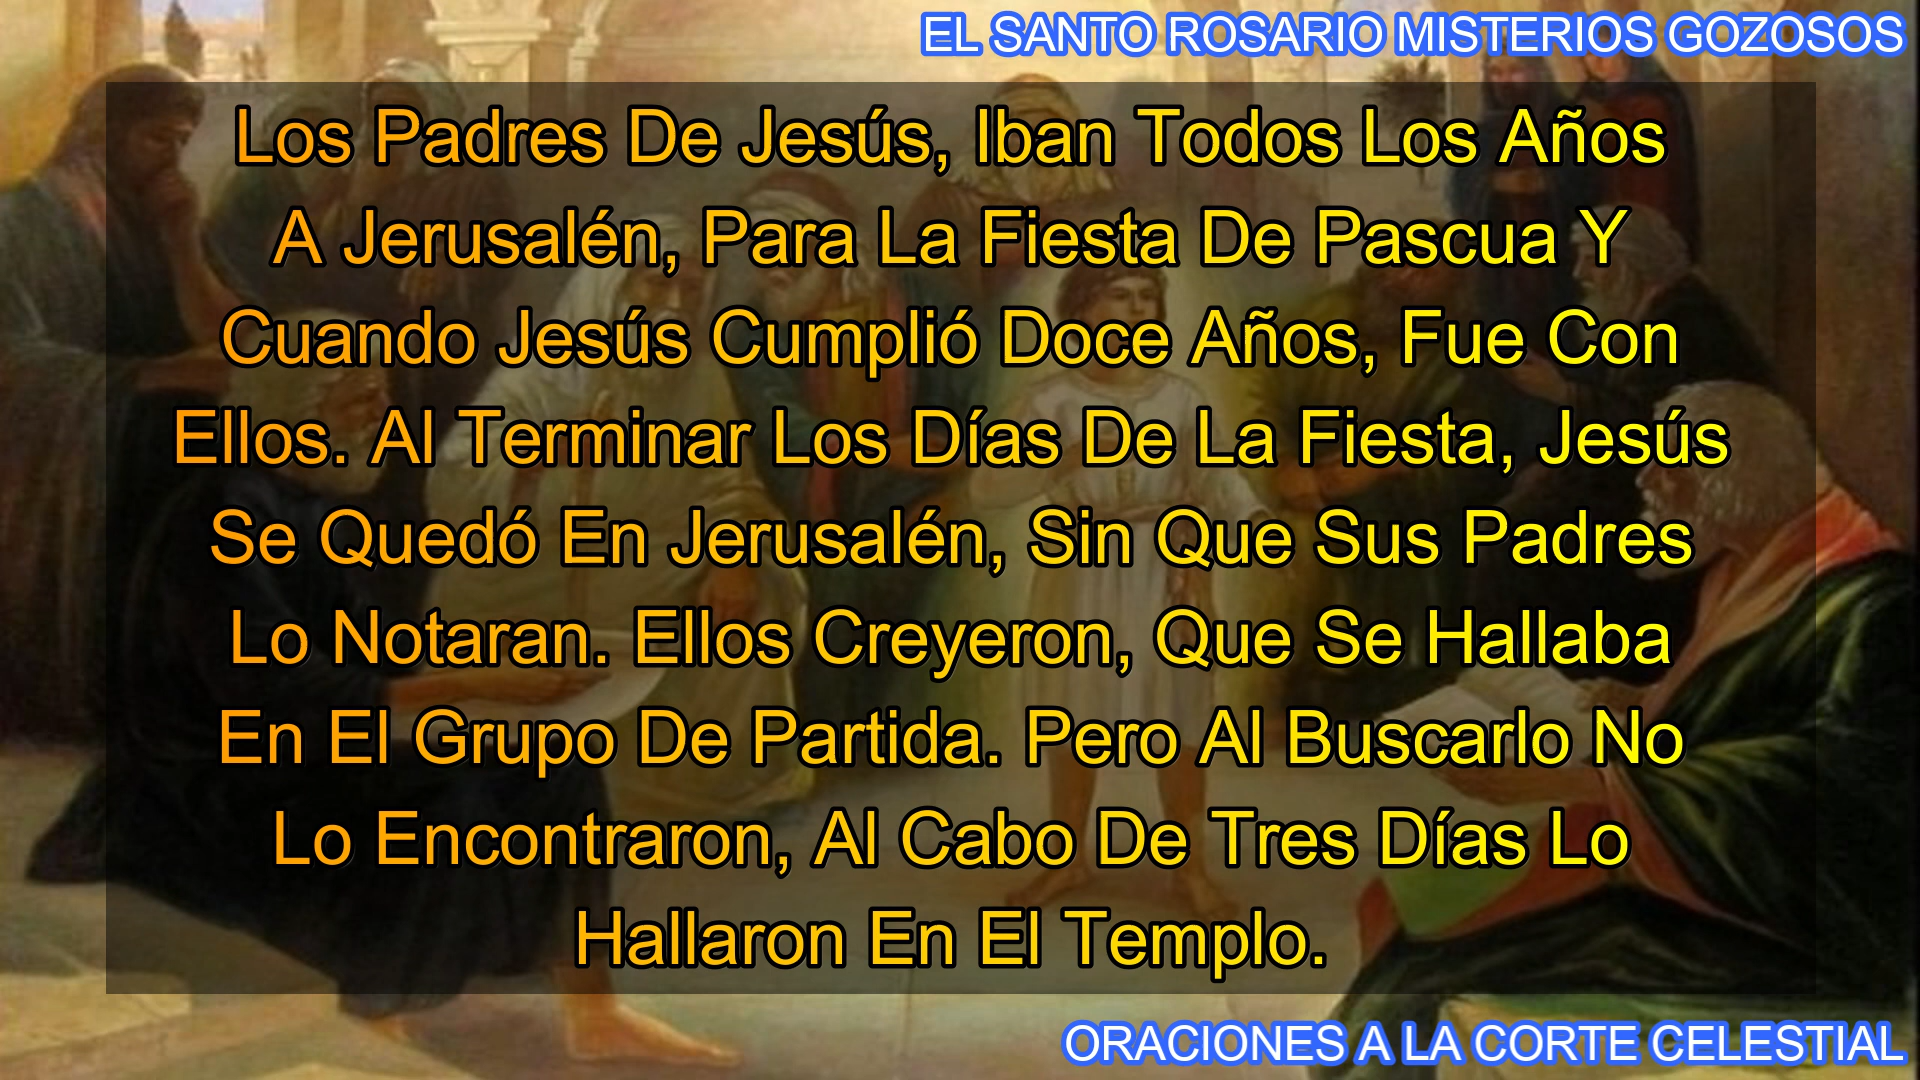 EL SANTO ROSARIO MISTERIOS GOZOSOS
Los Padres De Jesús, Iban Todos Los Años
A Jerusalén, Para La Fiesta De Pascua Y
Cuando Jesús Cumplió Doce Años, Fue Con
Ellos. Al Terminar Los Días De La Fiesta, Jesús
Se Quedó En Jerusalén, Sin Que Sus Padres
Lo Notaran. Ellos Creyeron, Que Se Hallaba
En El Grupo De Partida. Pero Al Buscarlo No
Lo Encontraron, Al Cabo De Tres Días Lo
Hallaron En El Templo.
ORACIONES A LA CORTE CELESTIAL